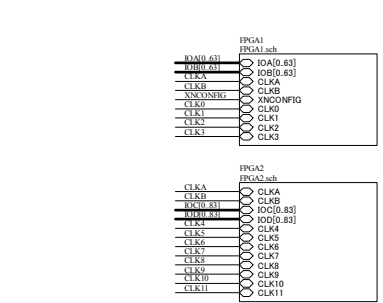 FPGA1
FPGA1.sch
IOA[0..63] IOA[0..63]
IOB[0..63] IOB[0..63]
CLKA CLKA
CLKB CLKB
XNCONFIG XNCONFIG
CLK0 CLK0
CLK1 CLK1
CLK2 CLK2
CLK3 CLK3
FPGA2
FPGA2.sch
CLKA CLKA
CLKB CLKB
IOC[0..83] IOC[0..83]
IOD[0..83] IOD[0..83]
CLK4 CLK4
CLK5 CLK5
CLK6 CLK6
CLK7 CLK7
CLK8 CLK8
CLK9 CLK9
CLK10 CLK10
CLK11 CLK11